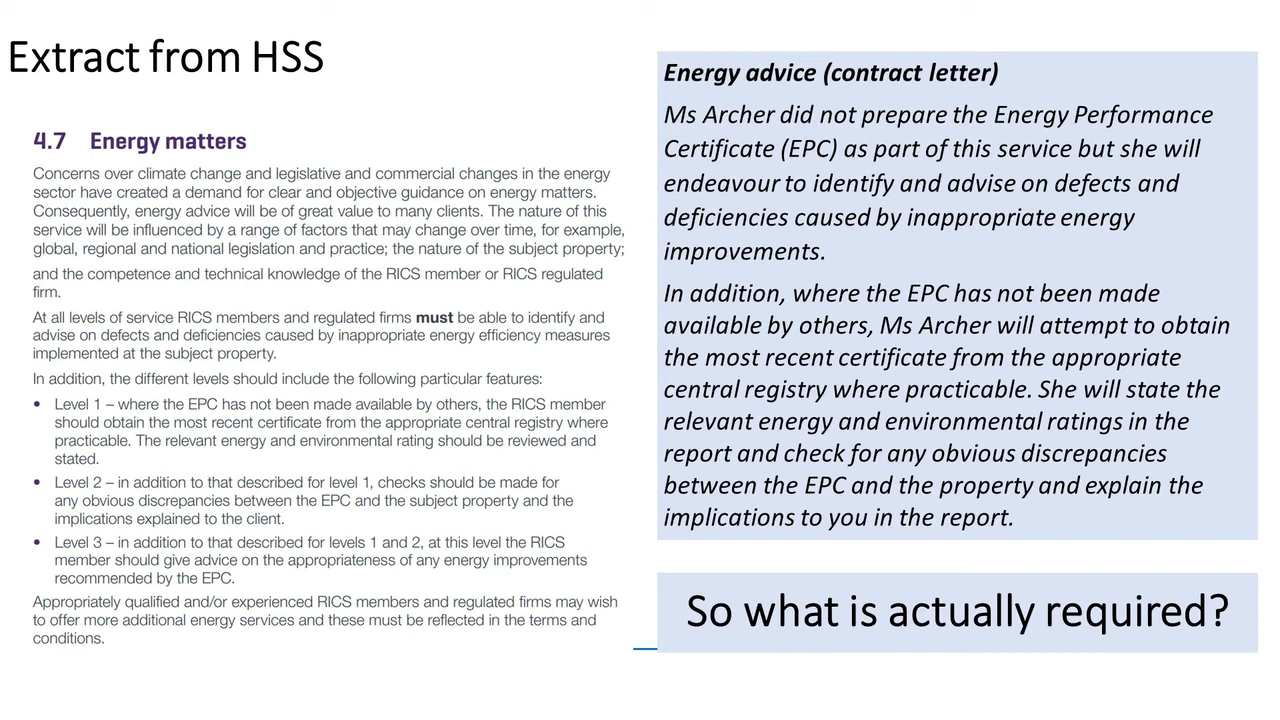 Extract from HSS
4.7 Energy matters
Concerns over climate change and legislative and commercial changes in the energy
sector have created a demand for clear and objective guidance on energy matters.
Consequently, energy advice will be of great value to many clients. The nature of this
service will be influenced by a range of factors that may change over time, for example,
global, regional and national legislation and practice; the nature of the subject property;
and the competence and technical knowledge of the RICS member or RICS regulated
firm.
At all levels of service RICS members and regulated firms must be able to identify and
advise on defects and deficiencies caused by inappropriate energy efficiency measures
implemented at the subject property.
In addition, the different levels should include the following particular features:
• Level 1 – where the EPC has not been made available by others, the RICS member
should obtain the most recent certificate from the appropriate central registry where
practicable. The relevant energy and environmental rating should be reviewed and
stated.
• Level 2 – in addition to that described for level 1, checks should be made for
any obvious discrepancies between the EPC and the subject property and the
implications explained to the client.
• Level 3 – in addition to that described for levels 1 and 2, at this level the RICS
member should give advice on the appropriateness of any energy improvements
recommended by the EPC.
Appropriately qualified and/or experienced RICS members and regulated firms may wish
to offer more additional energy services and these must be reflected in the terms and
conditions.
Energy advice (contract letter)
Ms Archer did not prepare the Energy Performance
Certificate (EPC) as part of this service but she will
endeavour to identify and advise on defects and
deficiencies caused by inappropriate energy
improvements.
In addition, where the EPC has not been made
available by others, Ms Archer will attempt to obtain
the most recent certificate from the appropriate
central registry where practicable. She will state the
relevant energy and environmental ratings in the
report and check for any obvious discrepancies
between the EPC and the property and explain the
implications to you in the report.
So what is actually required?